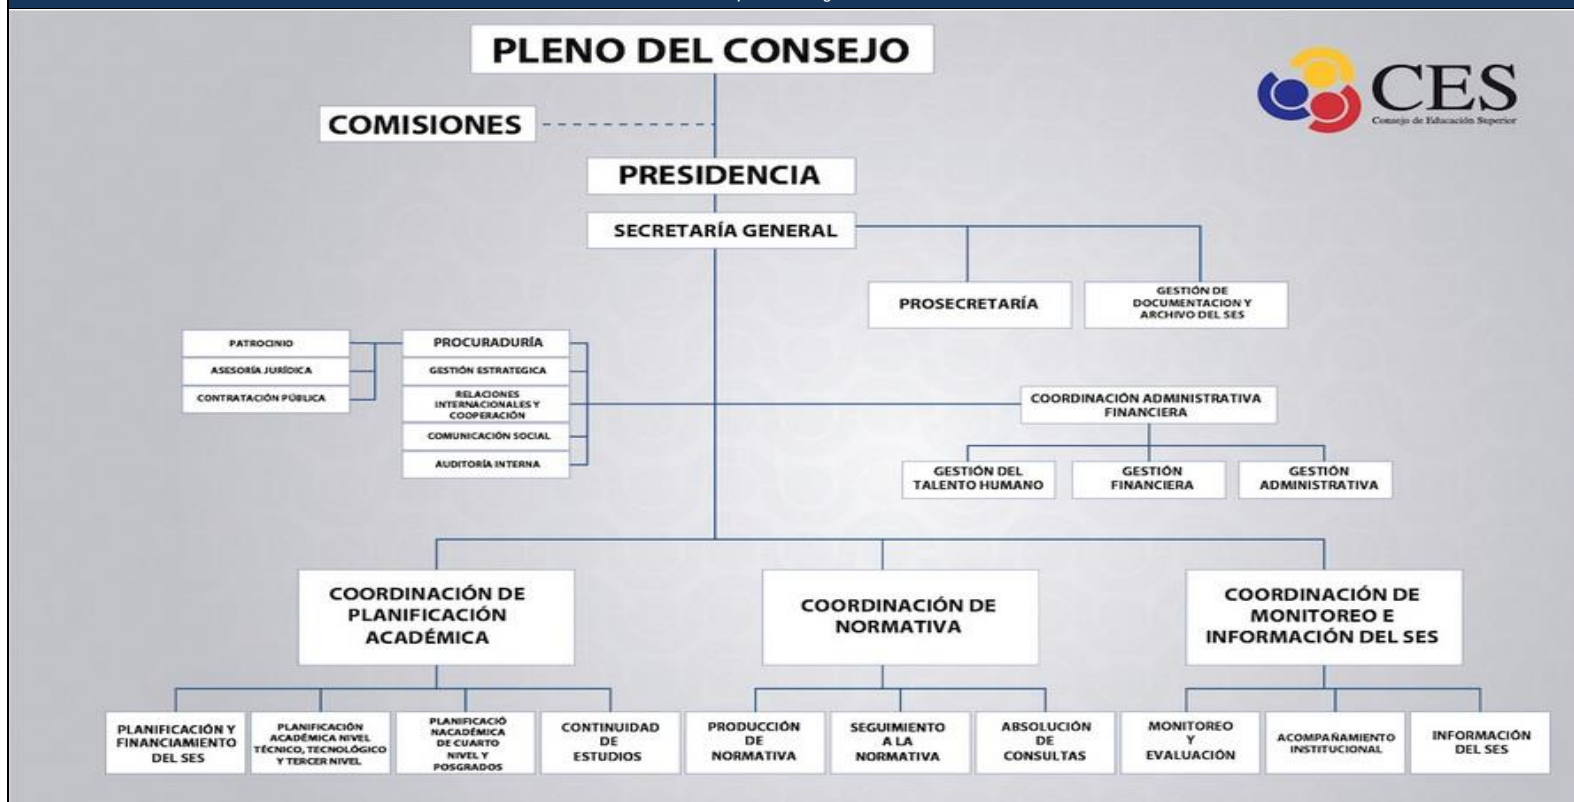 PLENO DEL CONSEJO
CES
Consejo de Educación Superior
COMISIONES
PRESIDENCIA
SECRETARÍA GENERAL
PROSECRETARÍA
GESTIÓN DE
DOCUMENTACION Y
ARCHIVO DEL SES
PATROCINIO
ASESORÍA JURÍDICA
CONTRATACIÓN PÚBLICA
PROCURADURÍA
GESTIÓN ESTRATEGICA
RELACIONES
INTERNACIONALES Y
COOPERACIÓN
COMUNICACIÓN SOCIAL
AUDITORÍA INTERNA
COORDINACIÓN ADMINISTRATIVA
FINANCIERA
GESTIÓN DEL
TALENTO HUMANO
GESTIÓN
FINANCIERA
GESTIÓN
ADMINISTRATIVA
COORDINACIÓN DE
PLANIFICACIÓN
ACADÉMICA
COORDINACIÓN DE
NORMATIVA
COORDINACIÓN DE
MONITOREO E
INFORMACIÓN DEL SES
PLANIFICACIÓN Y
FINANCIAMIENTO
DEL SES
PLANIFICACIÓN
ACADÉMICA NIVEL
TÉCNICO, TECNOLÓGICO
Y TERCER NIVEL
PLANIFICACIÓ
NACADÉMICA
DE CUARTO
NIVEL Y
POSGRADOS
CONTINUIDAD
DE
ESTUDIOS
PRODUCCIÓN
DE
NORMATIVA
SEGUIMIENTO
A LA
NORMATIVA
ABSOLUCIÓN
DE
CONSULTAS
MONITOREO
Y
EVALUACIÓN
ACOMPAÑAMIENTO
INSTITUCIONAL
INFORMACIÓN
DEL SES